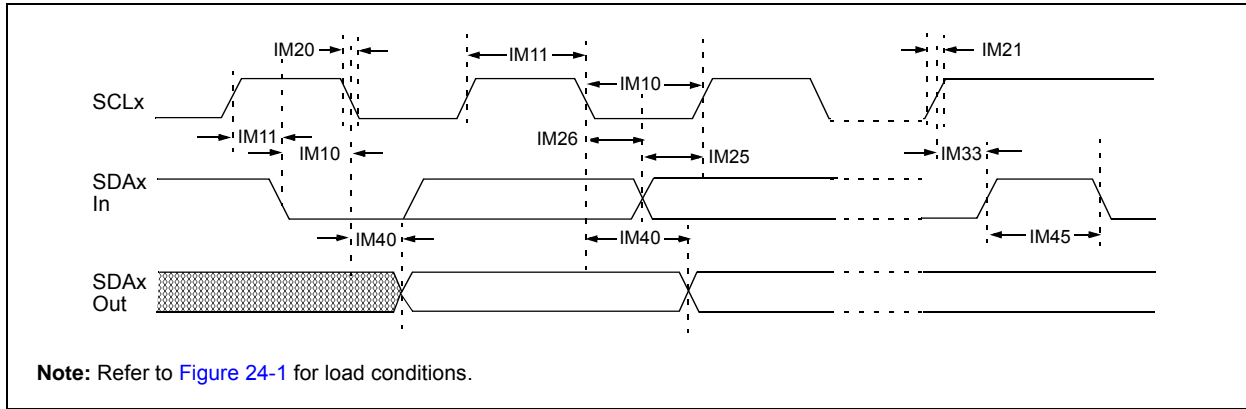 IM20
IM11
IM21
IM10
SCLx
IM11
IM10
IM26
IM25
IM33
SDAx
In
IM40
IM40
IM45
SDAx
Out
Note: Refer to Figure 24-1 for load conditions.